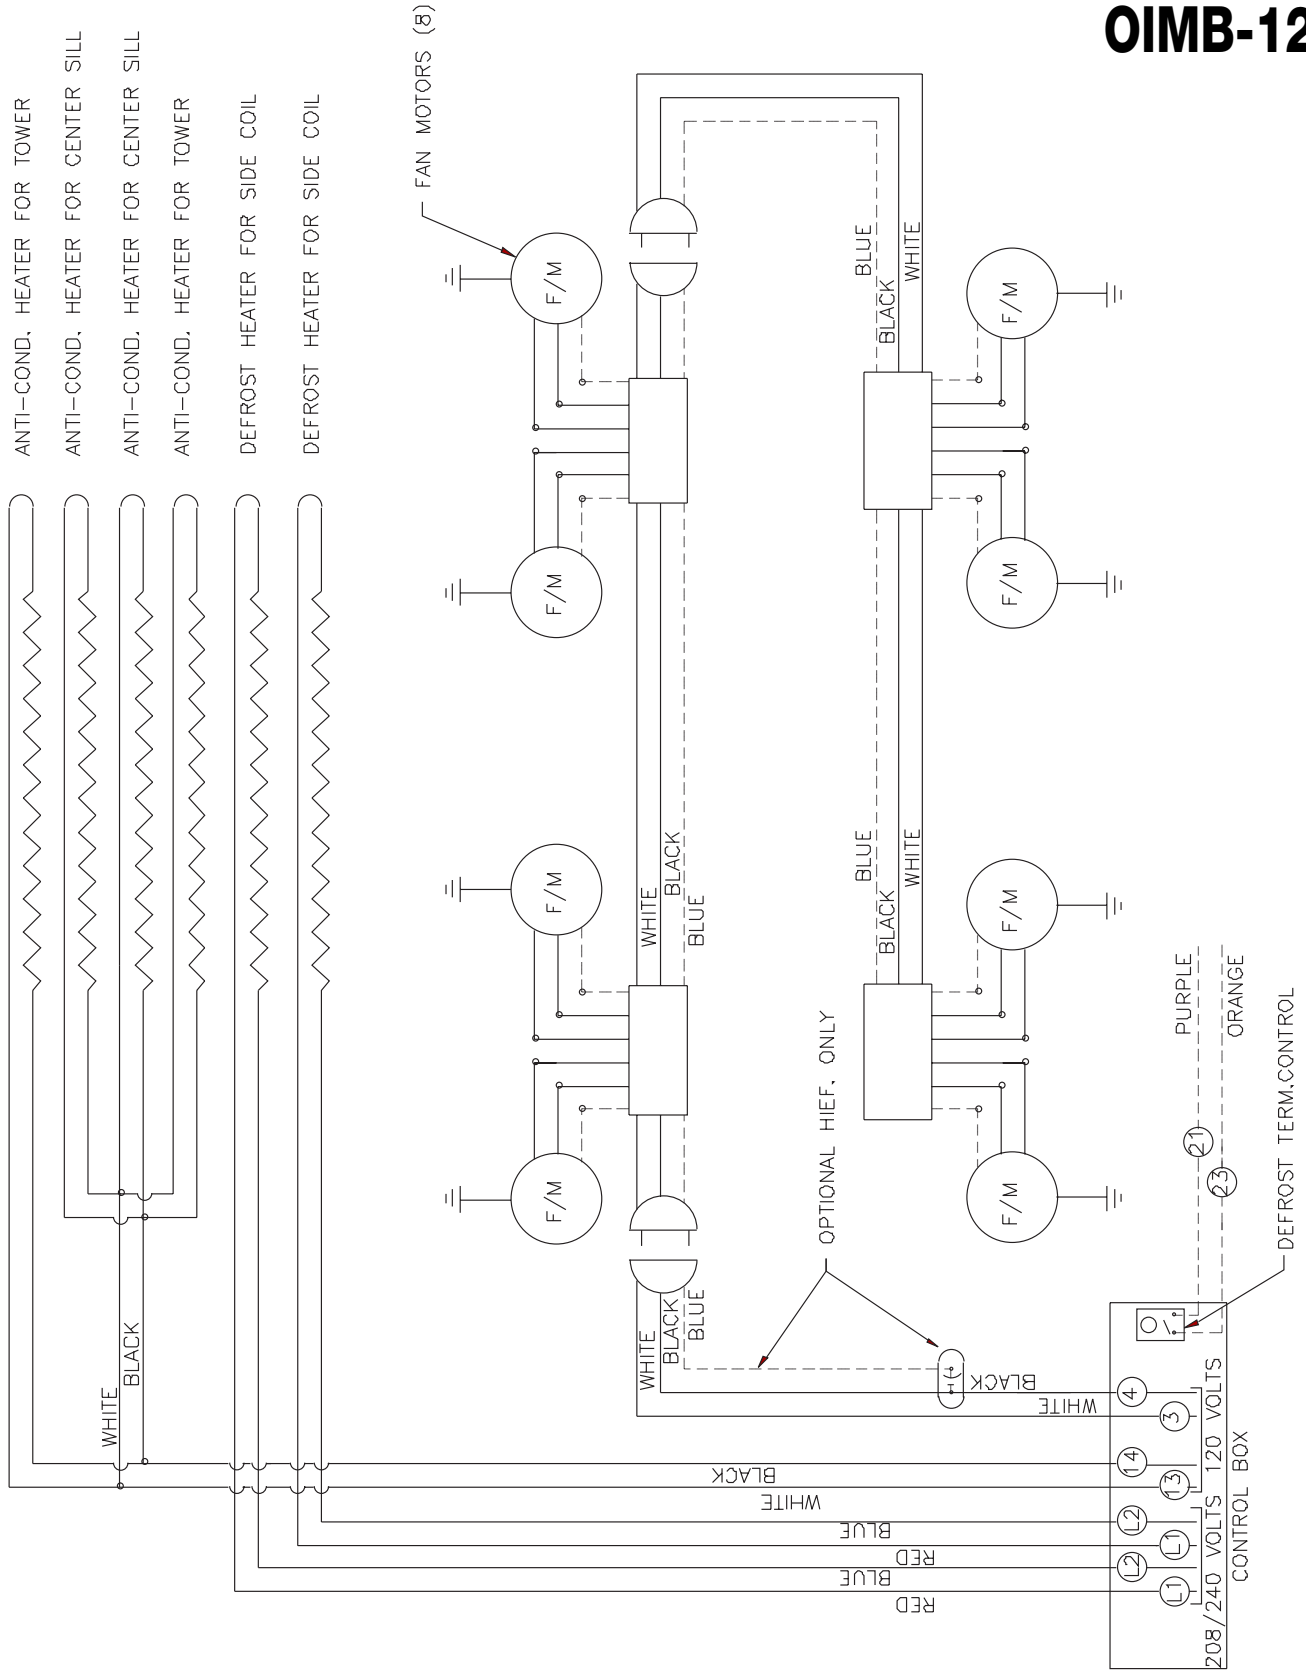 OIMB-12
ANTI-COND. HEATER FOR TOWER
ANTI-COND. HEATER FOR CENTER SILL
ANTI-COND. HEATER FOR CENTER SILL
ANTI-COND. HEATER FOR TOWER
DEFROST HEATER FOR SIDE COIL
DEFROST HEATER FOR SIDE COIL
FAN MOTORS (8)
F/M
F/M
F/M
F/M
F/M
F/M
F/M
F/M
BLUE
BLACK
WHITE
WHITE
BLACK
BLUE
BLUE
BLACK
WHITE
OPTIONAL HIEF. ONLY
WHITE
BLACK
BLUE
WHITE
BLACK
PURPLE
ORANGE
21
23
DEFROST TERM.CONTROL
BLACK
WHITE
BLACK
WHITE
BLUE
RED
BLUE
RED
4
3
14
13
L2
L1
L2
L1
208/240 VOLTS
120 VOLTS
CONTROL BOX